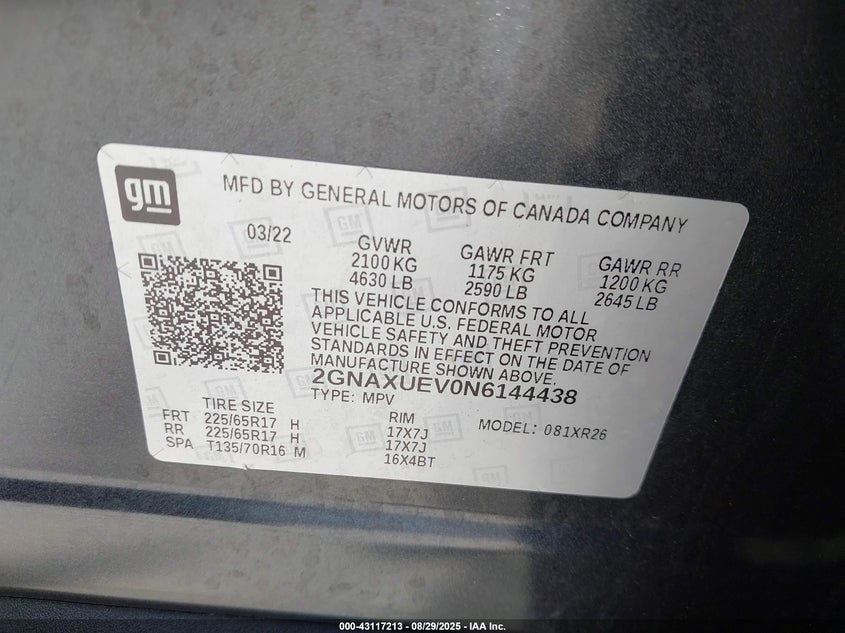 gm
MFD BY GENERAL MOTORS OF CANADA COMPANY
03/22
GVWR
2100 KG
4630 LB
GAWR FRT
1175 KG
2590 LB
GAWR RR
1200 KG
2645 LB
THIS VEHICLE CONFORMS TO ALL
APPLICABLE U.S. FEDERAL MOTOR
VEHICLE SAFETY AND THEFT PREVENTION
STANDARDS IN EFFECT ON THE DATE OF
MANUFACTURE SHOWN ABOVE.
2GNAXUEV0N6144438
TYPE: MPV
MODEL: 081XR26
TIRE SIZE RIM
FRT 225/65R17 H 17X7J
RR 225/65R17 H 17X7J
SPA T135/70R16 M 16X4BT
000-43117213 - 08/29/2025 - IAA Inc.